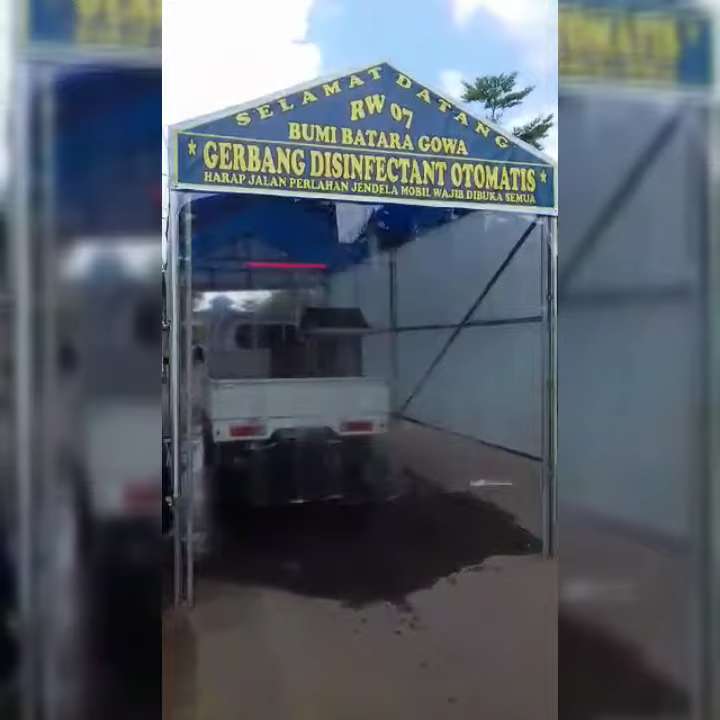 SELAMAT DATANG
RW 07
BUMI BATARA GOWA
* GERBANG DISINFECTANT OTOMATIS *
HARAP JALAN PERLAHAN JENDELA MOBIL WAJIB DIBUKA SEMUA